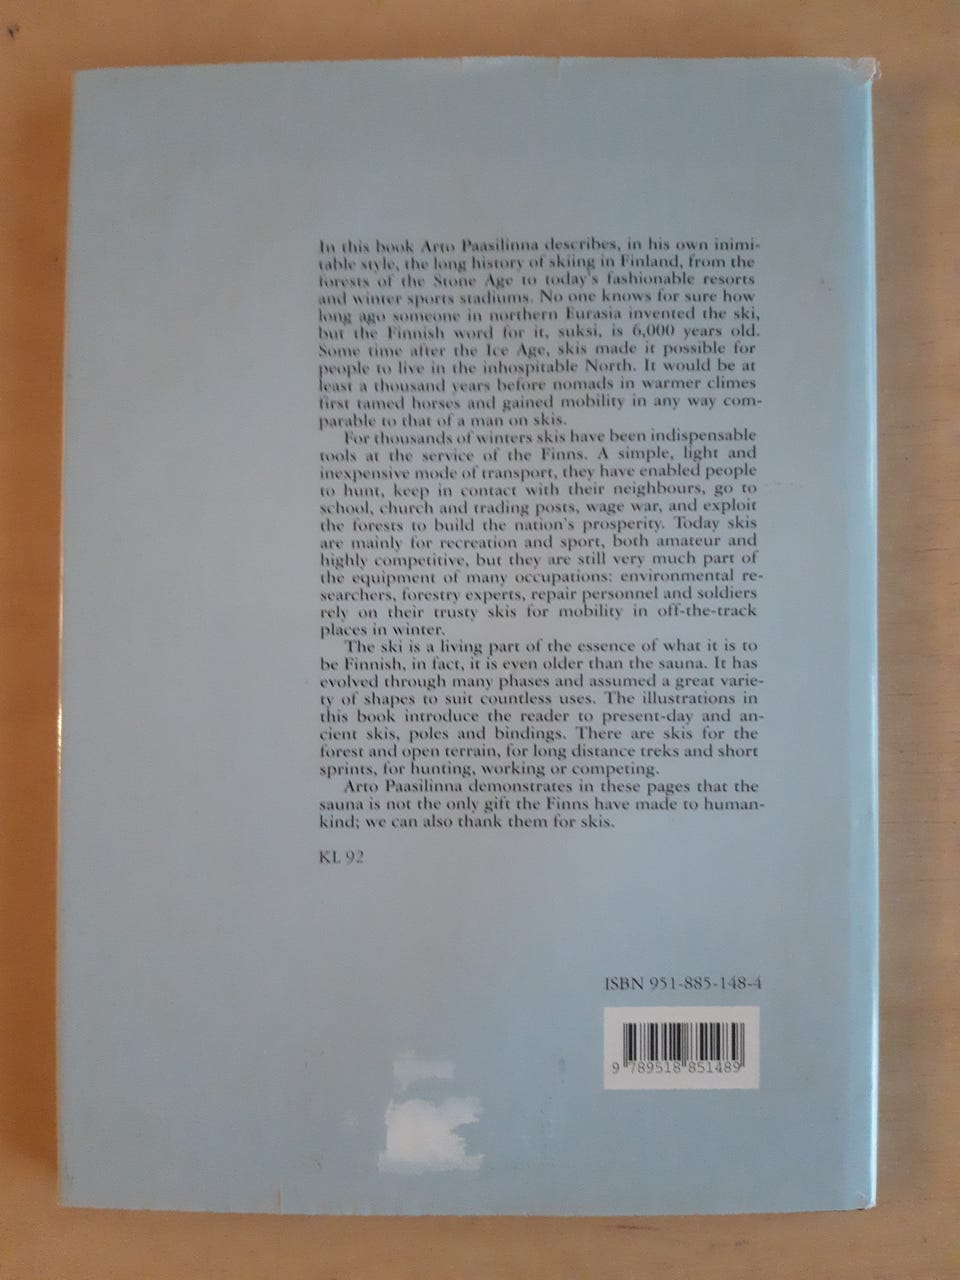 In this book Arto Paasilinna describes, in his own inimi-
table style, the long history of skiing in Finland, from the
forests of the Stone Age to today's fashionable resorts
and winter sports stadiums. No one knows for sure how
long ago someone in northern Eurasia invented the ski,
but the Finnish word for it, suksi, is 6,000 years old.
Some time after the Ice Age, skis made it possible for
people to live in the inhospitable North. It would be at
least a thousand years before nomads in warmer climes
first tamed horses and gained mobility in any way com-
parable to that of a man on skis.
For thousands of winters skis have been indispensable
tools at the service of the Finns. A simple, light and
inexpensive mode of transport, they have enabled people
to hunt, keep in contact with their neighbours, go to
school, church and trading posts, wage war, and exploit
the forests to build the nation's prosperity. Today skis
are mainly for recreation and sport, both amateur and
highly competitive, but they are still very much part of
the equipment of many occupations: environmental re-
searchers, forestry experts, repair personnel and soldiers
rely on their trusty skis for mobility in off-the-track
places in winter.
The ski is a living part of the essence of what it is to
be Finnish, in fact, it is even older than the sauna. It has
evolved through many phases and assumed a great varie-
ty of shapes to suit countless uses. The illustrations in
this book introduce the reader to present-day and an-
cient skis, poles and bindings. There are skis for the
forest and open terrain, for long distance treks and short
sprints, for hunting, working or competing.
Arto Paasilinna demonstrates in these pages that the
sauna is not the only gift the Finns have made to human-
kind; we can also thank them for skis.
KL 92
ISBN 951-885-148-4
9 789518 851489